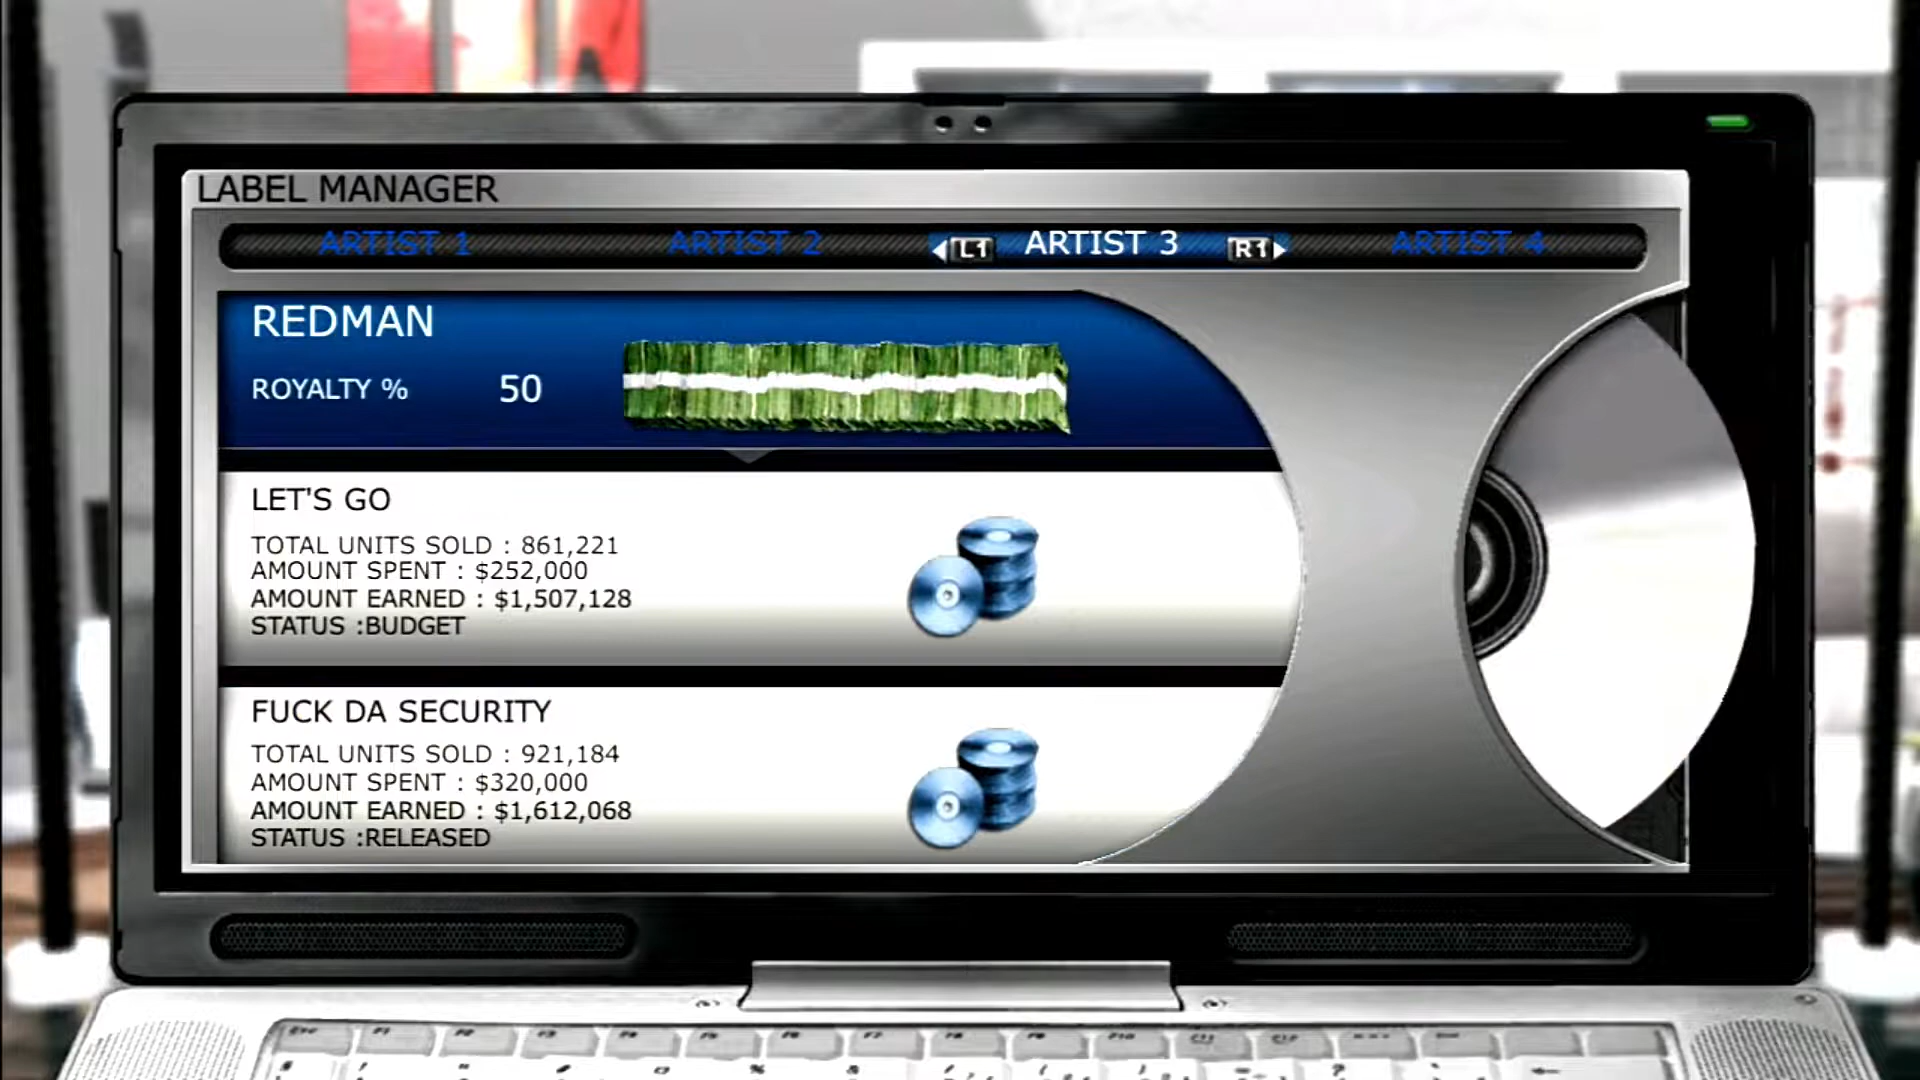 LABEL MANAGER
ARTIST 1
ARTIST 2
L1
ARTIST 3
R1
ARTIST 4
REDMAN
ROYALTY %
50
LET'S GO
TOTAL UNITS SOLD : 861,221
AMOUNT SPENT : $252,000
AMOUNT EARNED : $1,507,128
STATUS :BUDGET
FUCK DA SECURITY
TOTAL UNITS SOLD : 921,184
AMOUNT SPENT : $320,000
AMOUNT EARNED : $1,612,068
STATUS :RELEASED